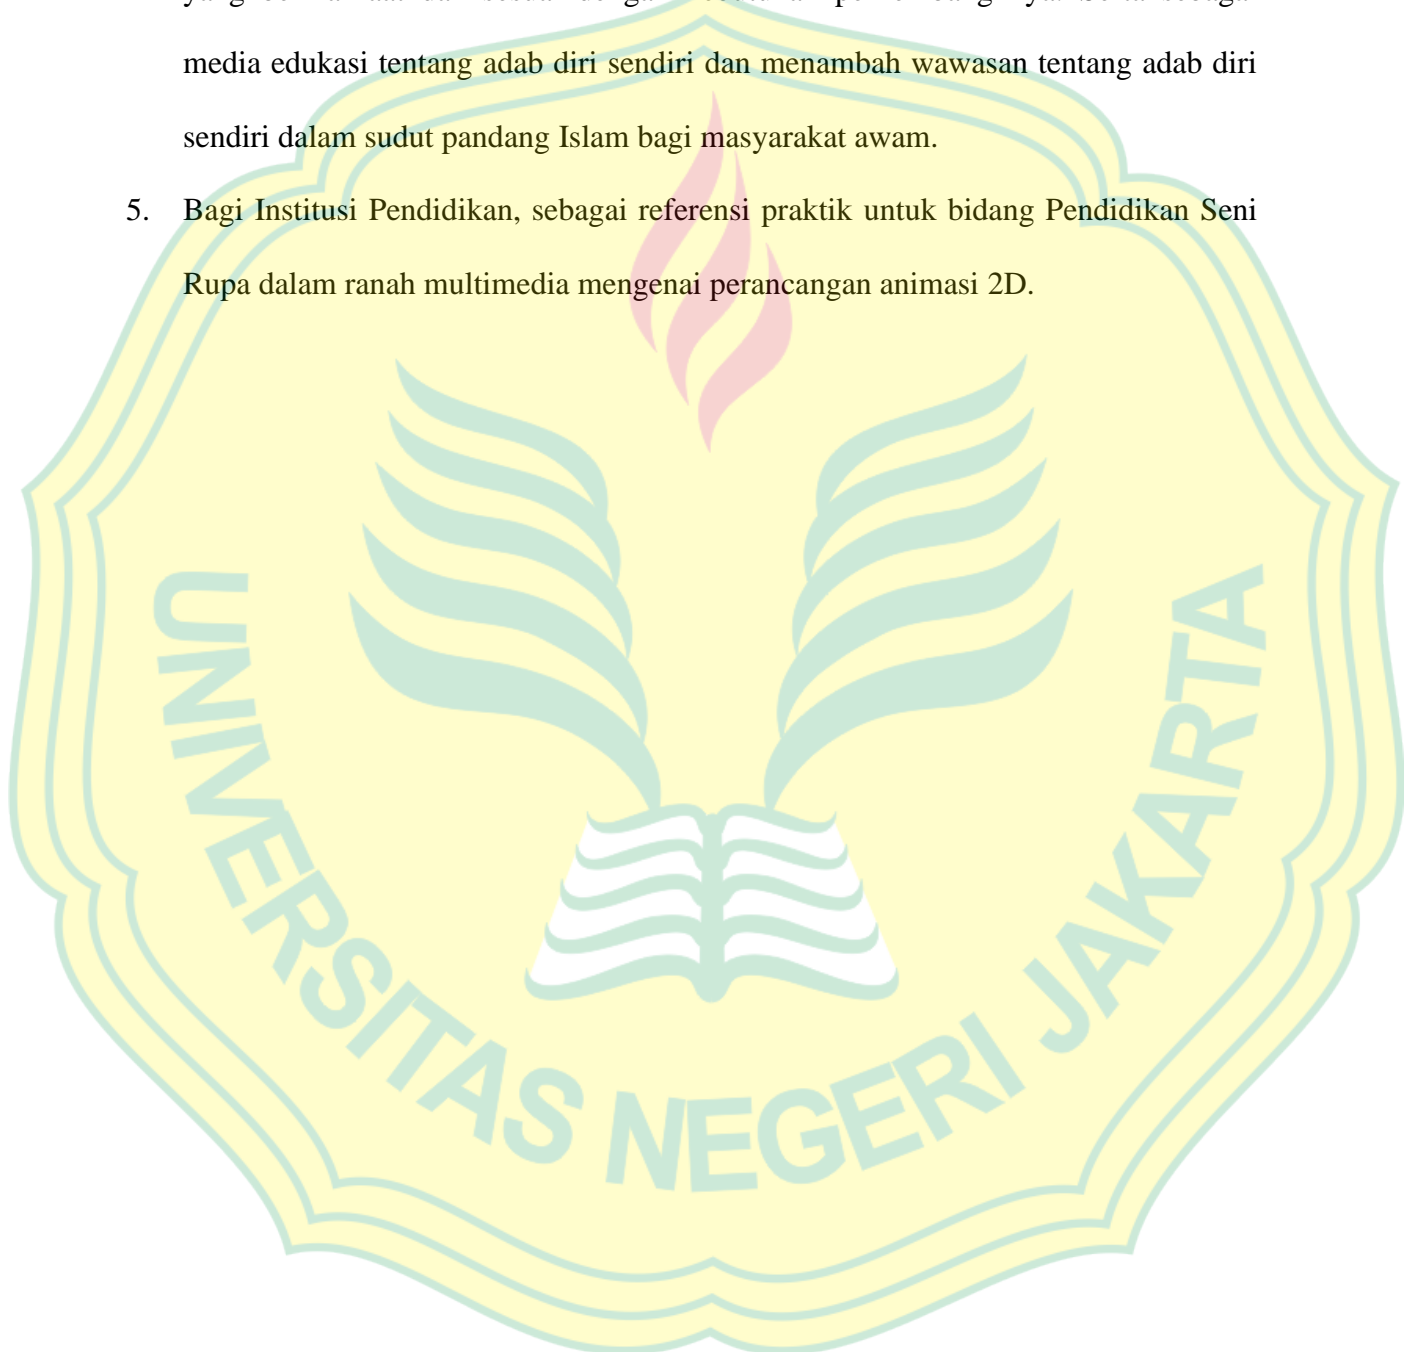 media edukasi tentang adab diri sendiri dan menambah wawasan tentang adab diri
sendiri dalam sudut pandang Islam bagi masyarakat awam.
5. Bagi Institusi Pendidikan, sebagai referensi praktik untuk bidang Pendidikan Seni
Rupa dalam ranah multimedia mengenai perancangan animasi 2D.
UNIVERSITAS NEGERI JAKARTA